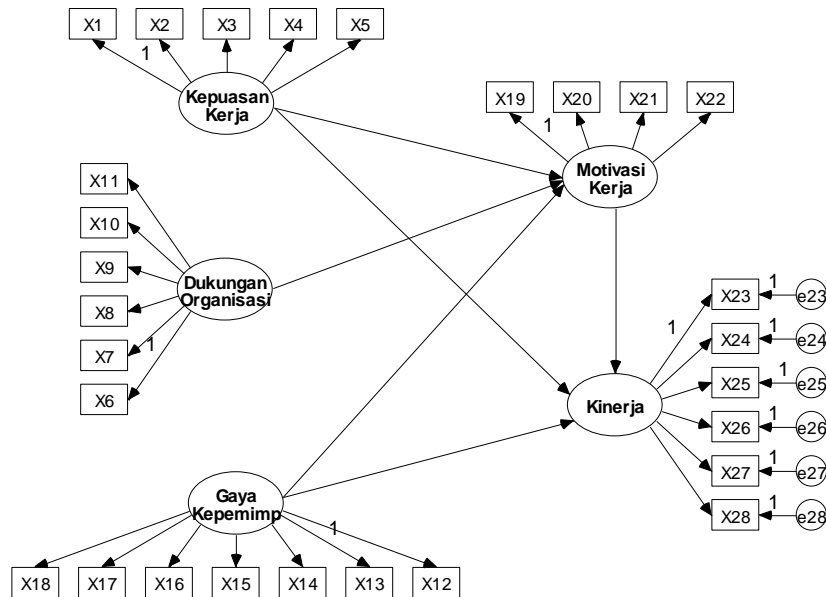 X1
X2
X3
X4
X5
1
Kepuasan
Kerja
X19
X20
X21
X22
1
Motivasi
Kerja
X11
X10
X9
X8
X7
X6
1
Dukungan
Organisasi
X23
X24
X25
X26
X27
X28
1
1
1
1
1
1
1
e23
e24
e25
e26
e27
e28
Kinerja
Gaya
Kepemimp
1
X18
X17
X16
X15
X14
X13
X12